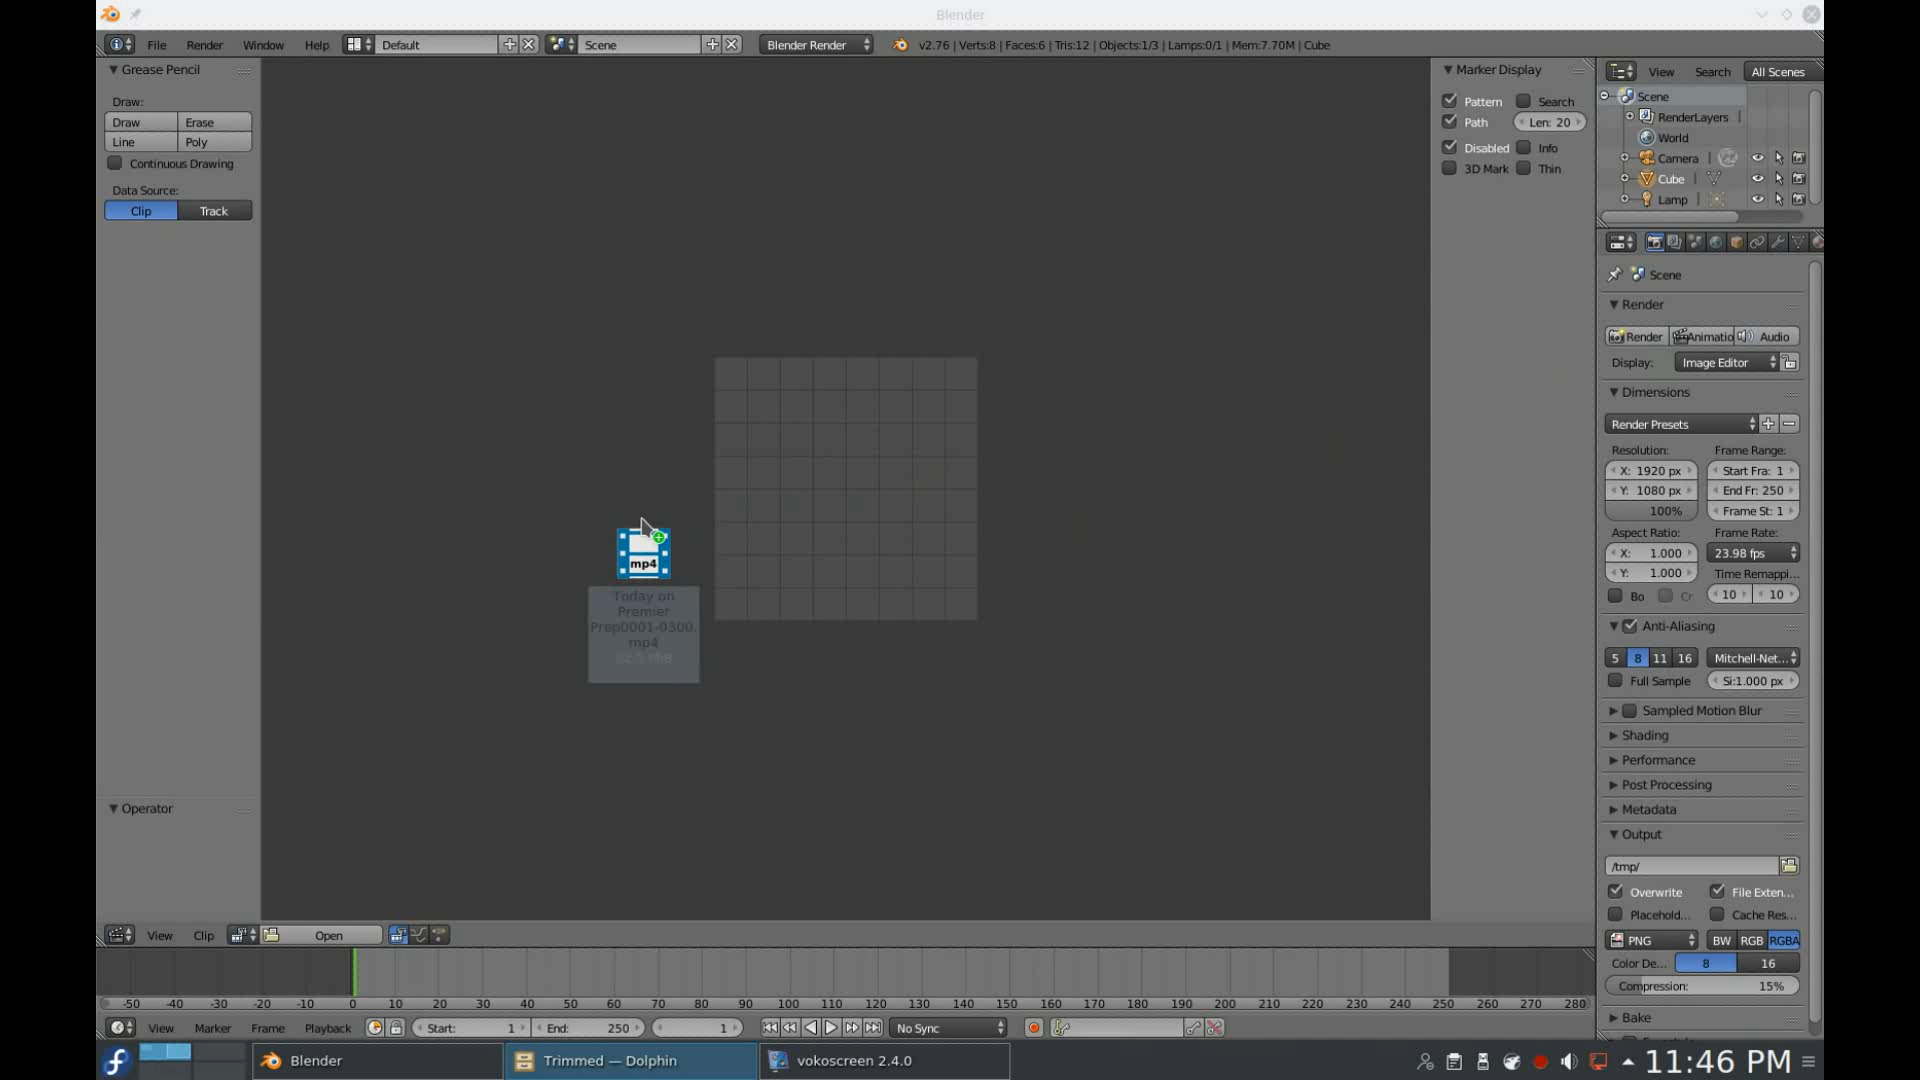 Blender
File Render Window Help Default Scene Blender Render v2.76 | Verts:8 | Faces:6 | Tris:12 | Objects:1/3 | Lamps:0/1 | Mem:7.70M | Cube
Grease Pencil
Draw:
Draw Erase
Line Poly
Continuous Drawing
Data Source:
Clip Track
Operator
mp4
Today on
Premier
Prep0001-0300.
mp4
Marker Display
Pattern Search
Path Len: 20
Disabled Info
3D Mark Thin
View Search All Scenes
Scene
RenderLayers
World
Camera
Cube
Lamp
Scene
Render
Render Animatio Audio
Display: Image Editor
Dimensions
Render Presets
Resolution: Frame Range:
X: 1920 px Start Fra: 1
Y: 1080 px End Fr: 250
100% Frame St: 1
Aspect Ratio: Frame Rate:
X: 1.000 23.98 fps
Y: 1.000 Time Remappi...
Bo Cr 10 10
Anti-Aliasing
5 8 11 16 Mitchell-Net...
Full Sample Si:1.000 px
Sampled Motion Blur
Shading
Performance
Post Processing
Metadata
Output
/tmp/
Overwrite File Exten...
Placehold... Cache Res...
PNG BW RGB RGBA
Color De... 8 16
Compression: 15%
Bake
View Clip Open
-50 -40 -30 -20 -10 0 10 20 30 40 50 60 70 80 90 100 110 120 130 140 150 160 170 180 190 200 210 220 230 240 250 260 270 280
View Marker Frame Playback Start: 1 End: 250 1 No Sync
Blender Trimmed — Dolphin vokoscreen 2.4.0 11:46 PM